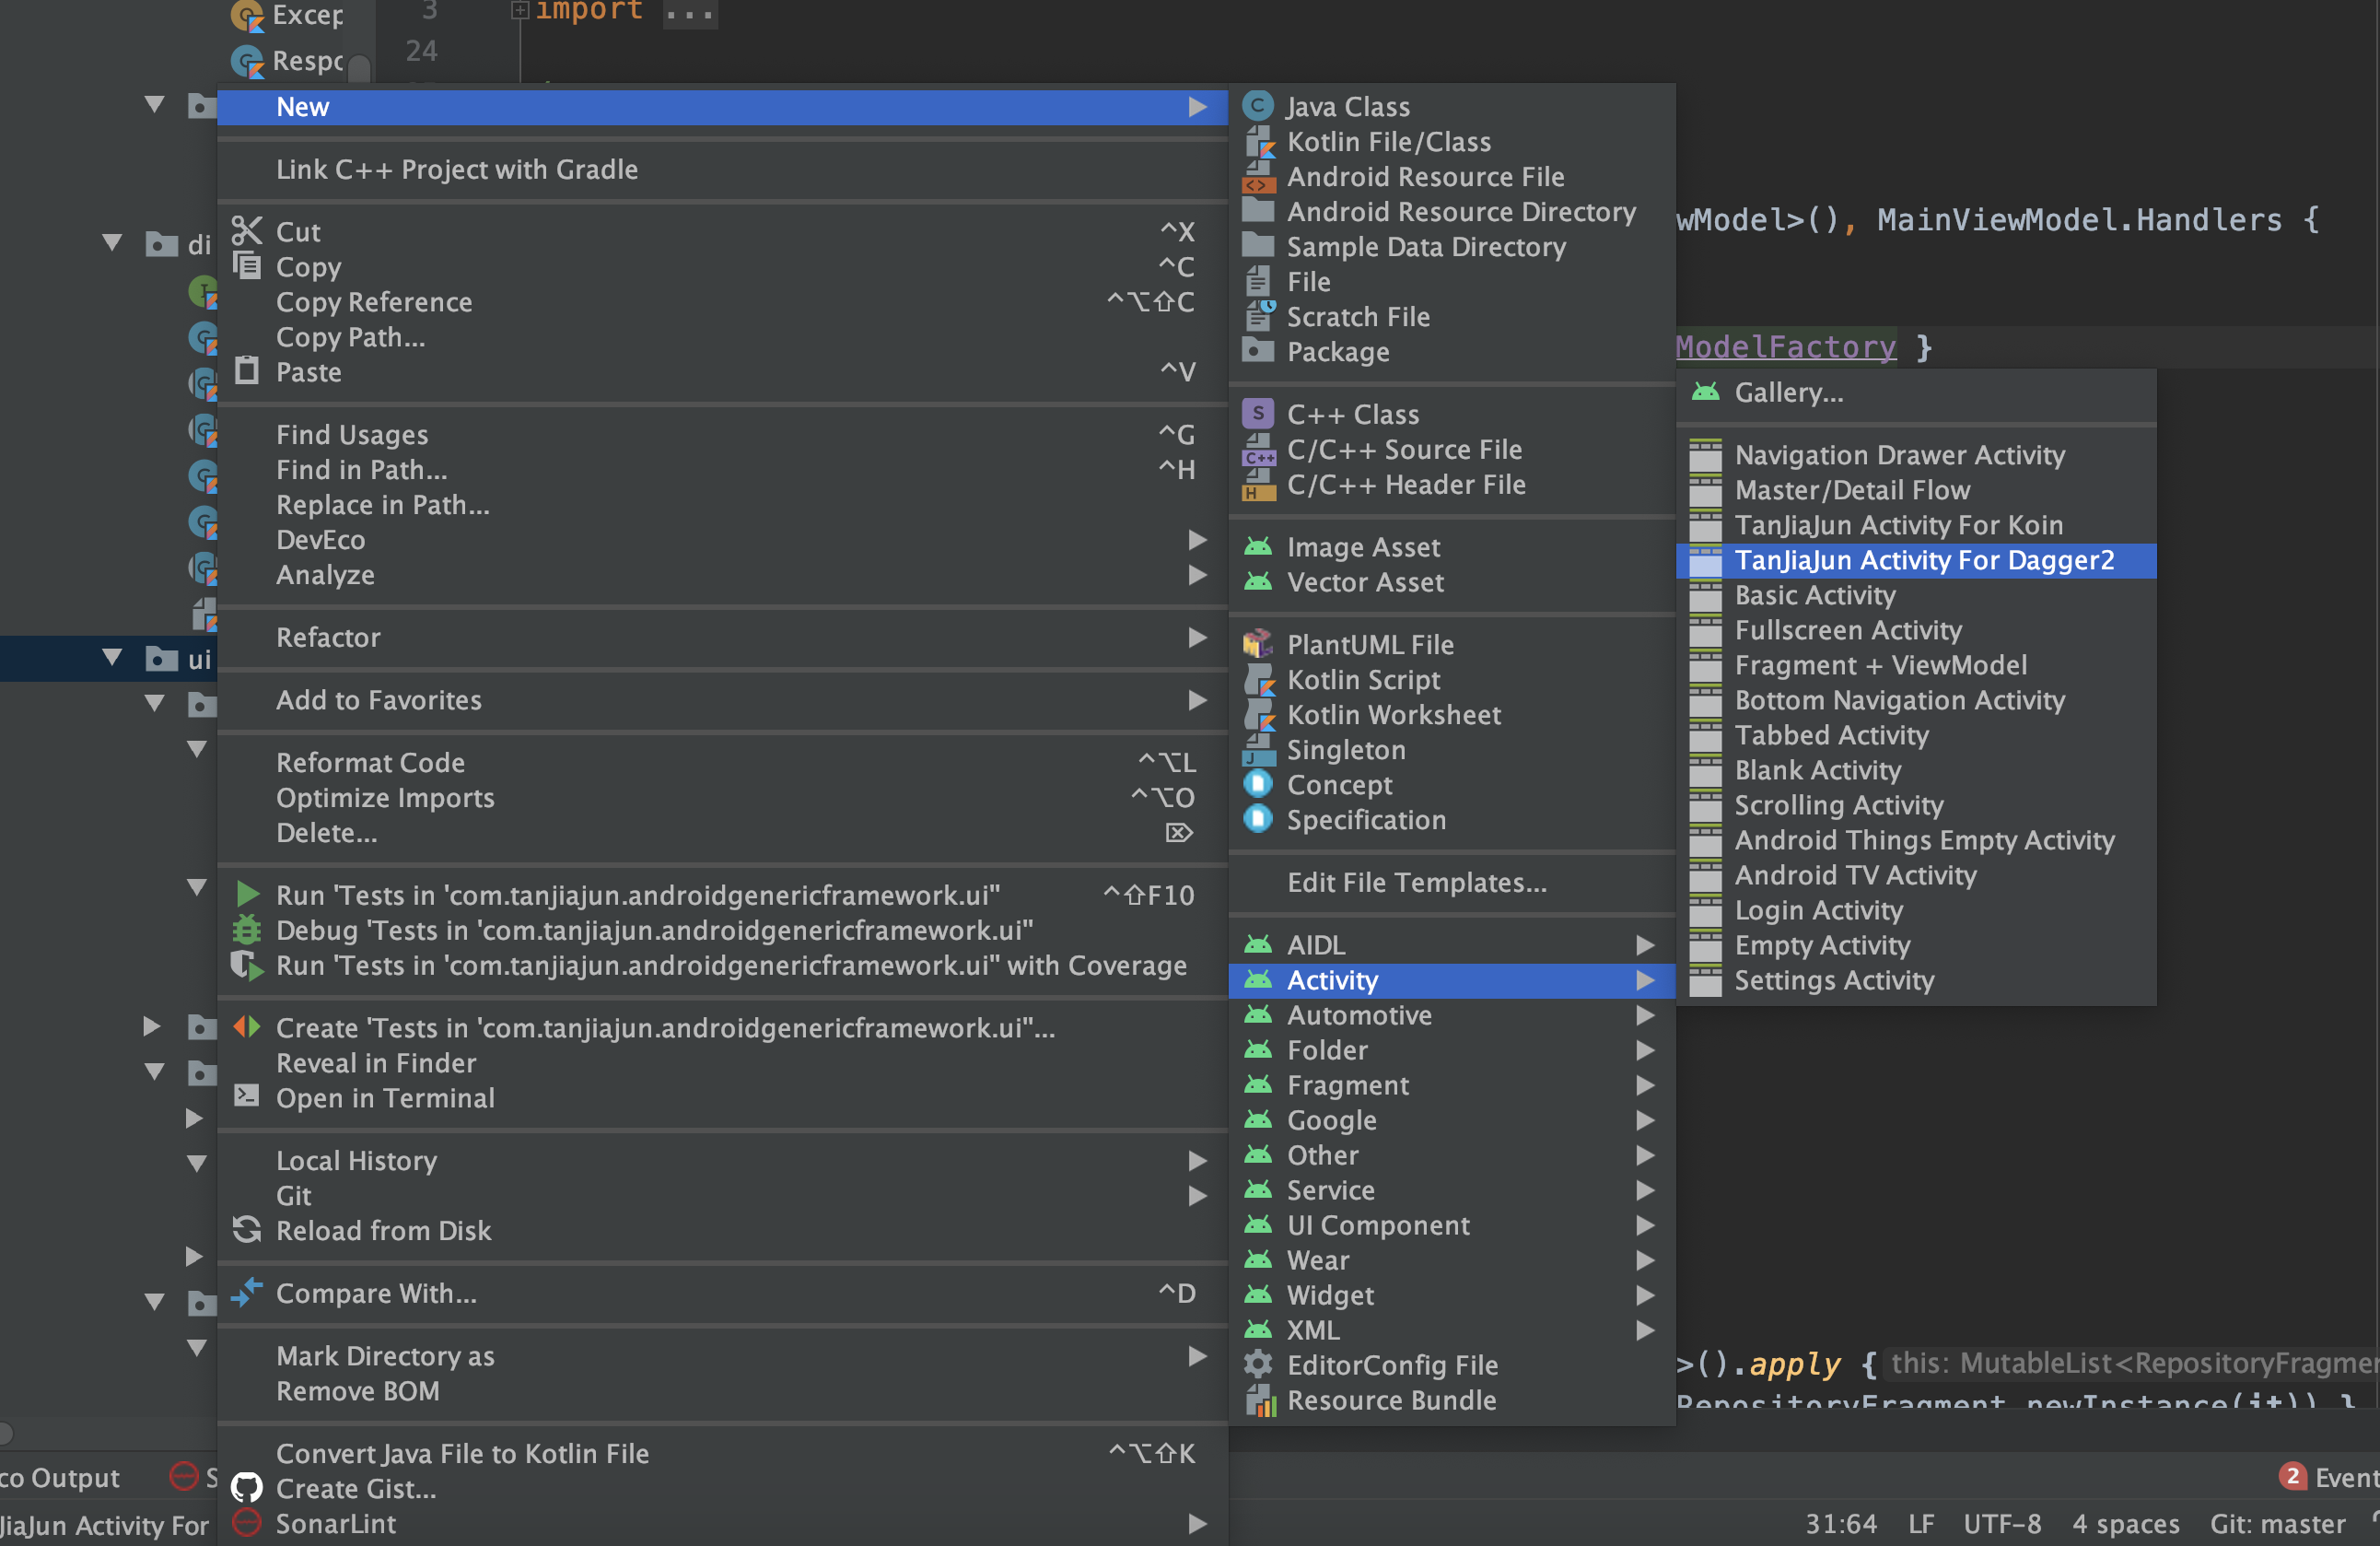 3 import ...
24
wModel>(), MainViewModel.Handlers {
ModelFactory }
>().apply { this: MutableList<RepositoryFragmen
RepositoryFragment.newInstance(it)) }
di
ui
New
Link C++ Project with Gradle
Cut ^X
Copy ^C
Copy Reference ^⌥⇧C
Copy Path...
Paste ^V
Find Usages ^G
Find in Path... ^H
Replace in Path...
DevEco
Analyze
Refactor
Add to Favorites
Reformat Code ^⌥L
Optimize Imports ^⌥O
Delete... ⌦
Run 'Tests in 'com.tanjiajun.androidgenericframework.ui'' ^⇧F10
Debug 'Tests in 'com.tanjiajun.androidgenericframework.ui''
Run 'Tests in 'com.tanjiajun.androidgenericframework.ui'' with Coverage
Create 'Tests in 'com.tanjiajun.androidgenericframework.ui''...
Reveal in Finder
Open in Terminal
Local History
Git
Reload from Disk
Compare With... ^D
Mark Directory as
Remove BOM
Convert Java File to Kotlin File ^⌥⇧K
Create Gist...
SonarLint
Java Class
Kotlin File/Class
Android Resource File
Android Resource Directory
Sample Data Directory
File
Scratch File
Package
C++ Class
C/C++ Source File
C/C++ Header File
Image Asset
Vector Asset
PlantUML File
Kotlin Script
Kotlin Worksheet
Singleton
Concept
Specification
Edit File Templates...
AIDL
Activity
Automotive
Folder
Fragment
Google
Other
Service
UI Component
Wear
Widget
XML
EditorConfig File
Resource Bundle
Gallery...
Navigation Drawer Activity
Master/Detail Flow
TanJiaJun Activity For Koin
TanJiaJun Activity For Dagger2
Basic Activity
Fullscreen Activity
Fragment + ViewModel
Bottom Navigation Activity
Tabbed Activity
Blank Activity
Scrolling Activity
Android Things Empty Activity
Android TV Activity
Login Activity
Empty Activity
Settings Activity
co Output
2 Event
JiaJun Activity For
31:64 LF UTF-8 4 spaces Git: master